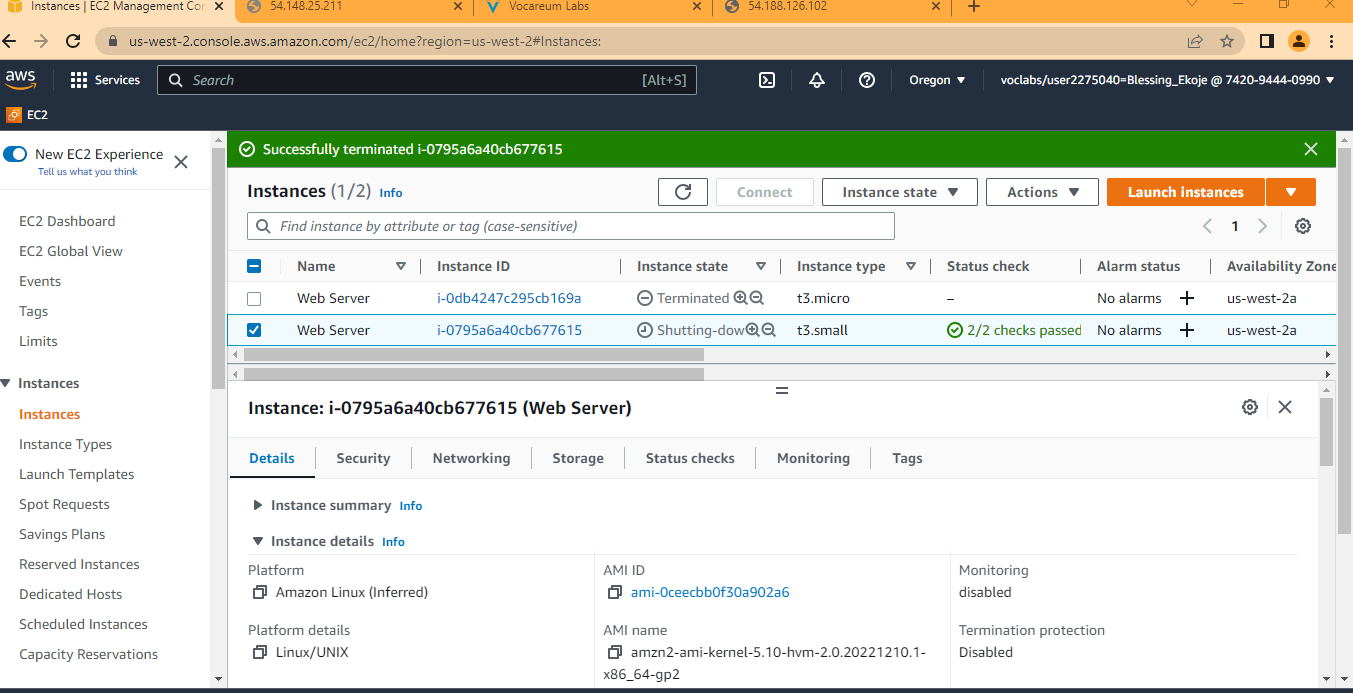 Instances | EC2 Management Con
54.148.25.211
Vocareum Labs
54.188.126.102
us-west-2.console.aws.amazon.com/ec2/home?region=us-west-2#Instances:
aws
Services
Search
[Alt+S]
Oregon
voclabs/user2275040=Blessing_Ekoje @ 7420-9444-0990
EC2
New EC2 Experience
Tell us what you think
EC2 Dashboard
EC2 Global View
Events
Tags
Limits
Instances
Instances
Instance Types
Launch Templates
Spot Requests
Savings Plans
Reserved Instances
Dedicated Hosts
Scheduled Instances
Capacity Reservations
Successfully terminated i-0795a6a40cb677615
Instances (1/2) Info
Connect
Instance state
Actions
Launch instances
Find instance by attribute or tag (case-sensitive)
1
Name Instance ID Instance state Instance type Status check Alarm status Availability Zone
Web Server i-0db4247c295cb169a Terminated t3.micro – No alarms + us-west-2a
Web Server i-0795a6a40cb677615 Shutting-dow t3.small 2/2 checks passed No alarms + us-west-2a
Instance: i-0795a6a40cb677615 (Web Server)
Details Security Networking Storage Status checks Monitoring Tags
Instance summary Info
Instance details Info
Platform
Amazon Linux (Inferred)
AMI ID
ami-0ceecbb0f30a902a6
Monitoring
disabled
Platform details
Linux/UNIX
AMI name
amzn2-ami-kernel-5.10-hvm-2.0.20221210.1-
x86_64-gp2
Termination protection
Disabled